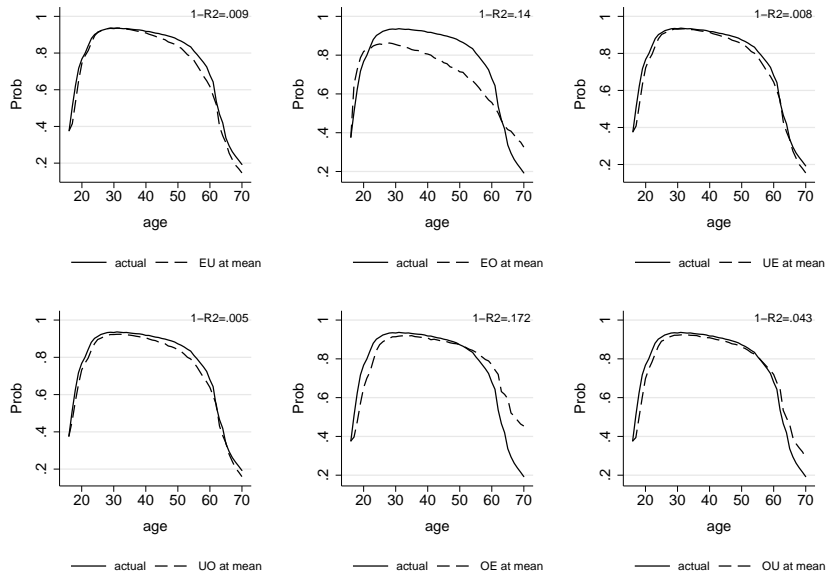 1−R2=.009
1−R2=.14
1−R2=.008
Prob
.2 .4 .6 .8 1
.2 .4 .6 .8 1
.2 .4 .6 .8 1
20 30 40 50 60 70
20 30 40 50 60 70
20 30 40 50 60 70
age
age
age
actual EU at mean
actual EO at mean
actual UE at mean
1−R2=.005
1−R2=.172
1−R2=.043
Prob
Prob
Prob
.2 .4 .6 .8 1
.2 .4 .6 .8 1
.2 .4 .6 .8 1
20 30 40 50 60 70
20 30 40 50 60 70
20 30 40 50 60 70
age
age
age
actual UO at mean
actual OE at mean
actual OU at mean